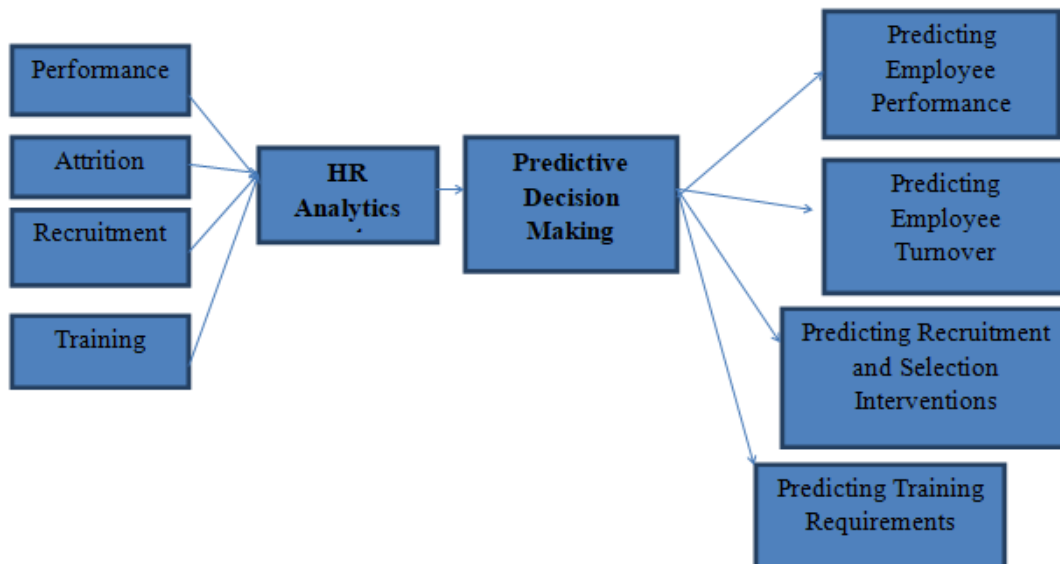 Performance
Attrition
Recruitment
Training
HR
Analytics
Predictive
Decision
Making
Predicting
Employee
Performance
Predicting
Employee
Turnover
Predicting Recruitment
and Selection
Interventions
Predicting Training
Requirements